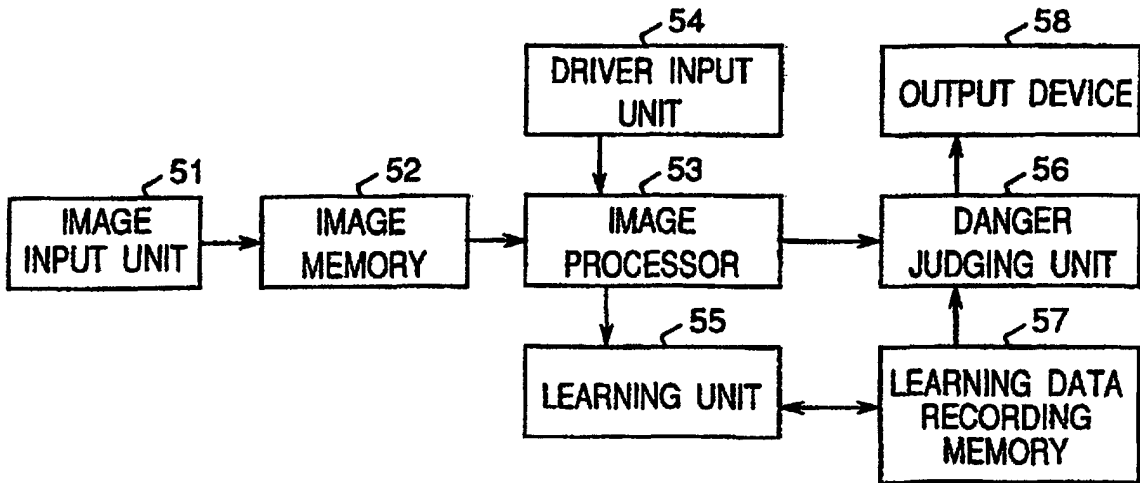 54
DRIVER INPUT
UNIT
58
OUTPUT DEVICE
51
IMAGE
INPUT UNIT
52
IMAGE
MEMORY
53
IMAGE
PROCESSOR
56
DANGER
JUDGING UNIT
55
LEARNING UNIT
57
LEARNING DATA
RECORDING
MEMORY